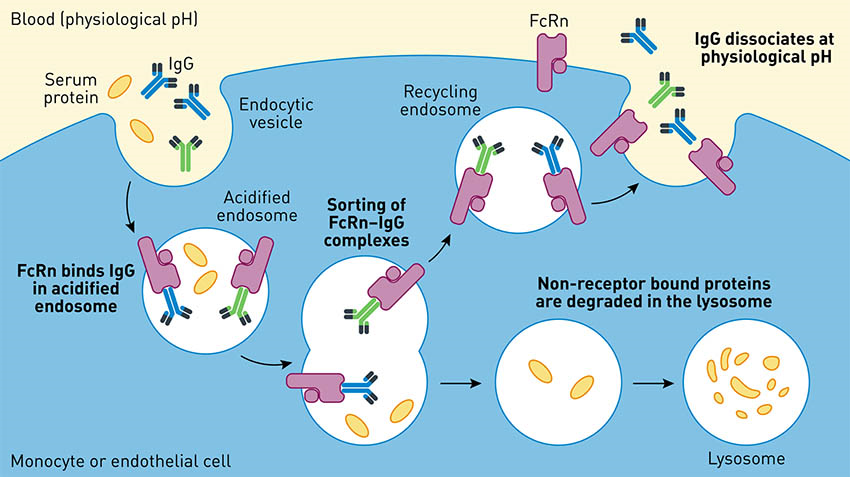 Blood (physiological pH)
IgG
Serum
protein
Endocytic
vesicle
FcRn
IgG dissociates at
physiological pH
Recycling
endosome
Acidified
endosome
Sorting of
FcRn–IgG
complexes
FcRn binds IgG
in acidified
endosome
Non-receptor bound proteins
are degraded in the lysosome
Lysosome
Monocyte or endothelial cell